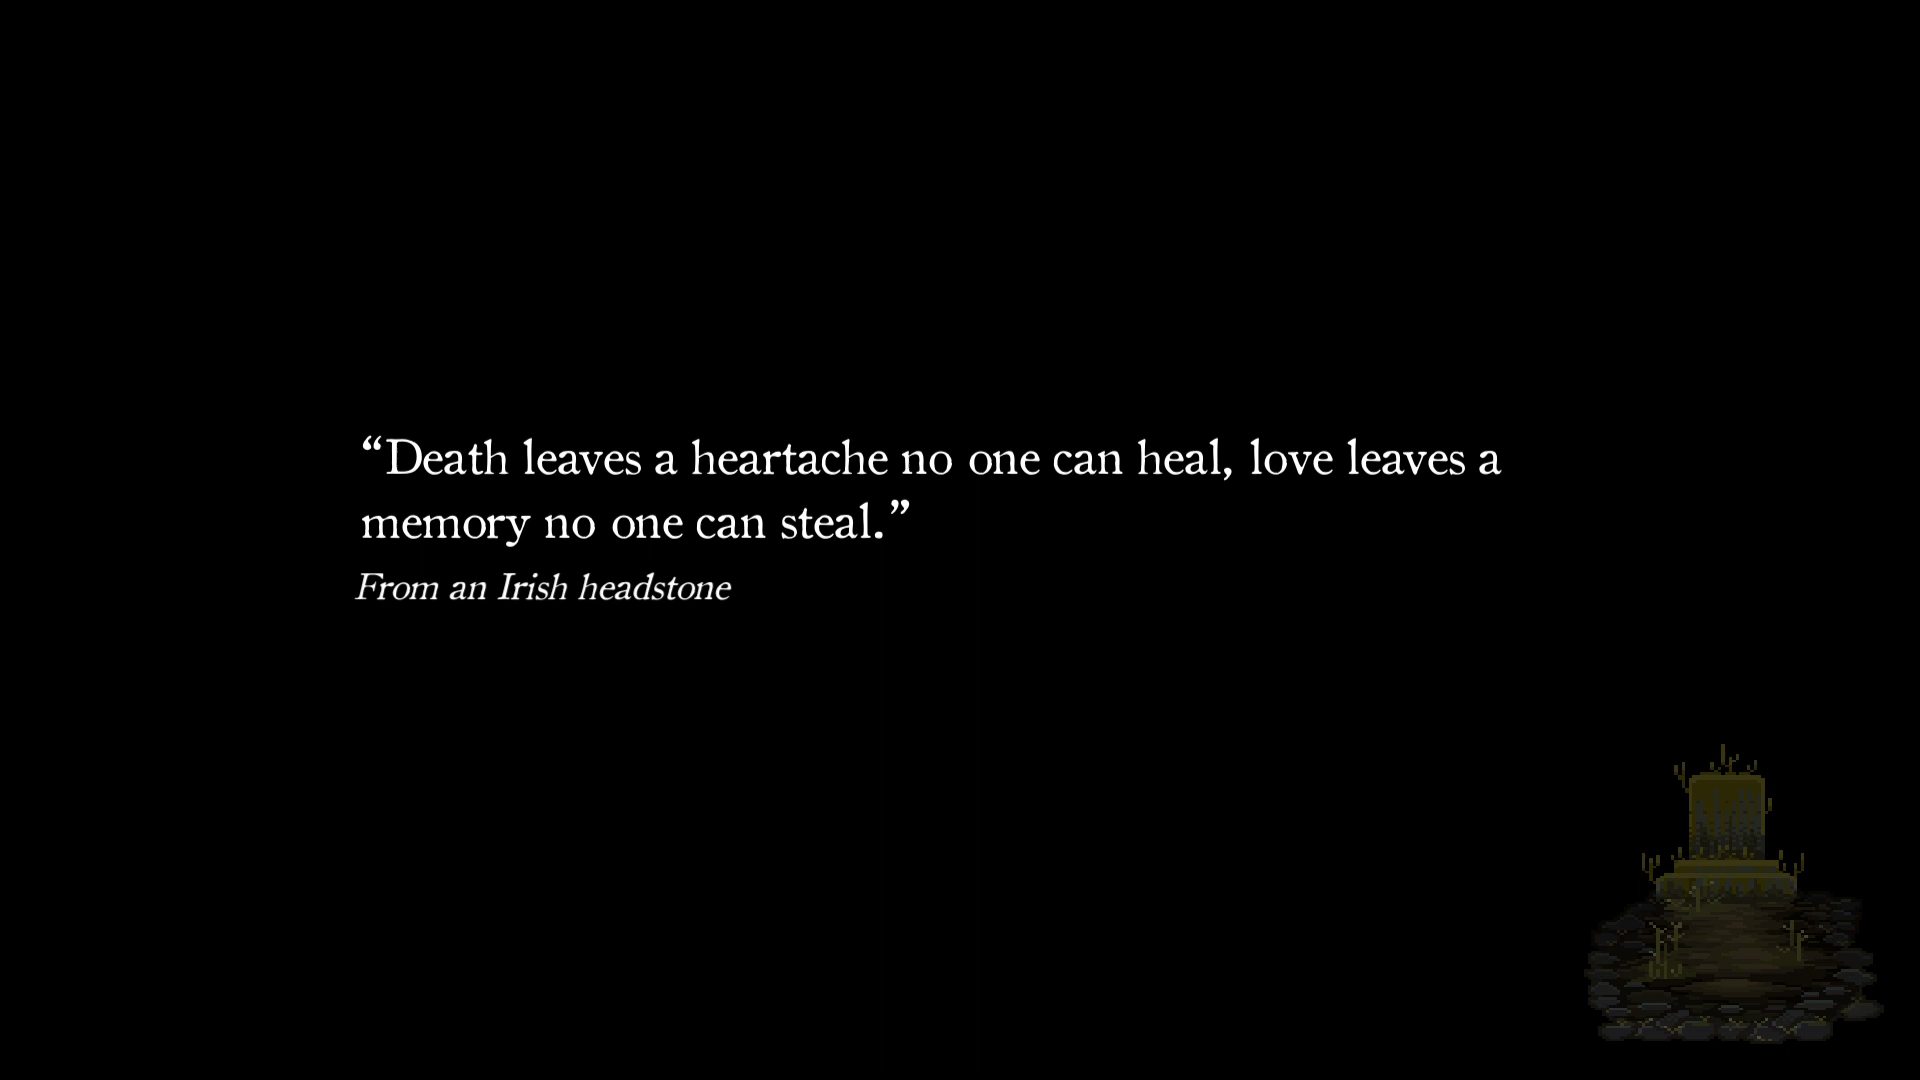 “Death leaves a heartache no one can heal, love leaves a
memory no one can steal.”
From an Irish headstone